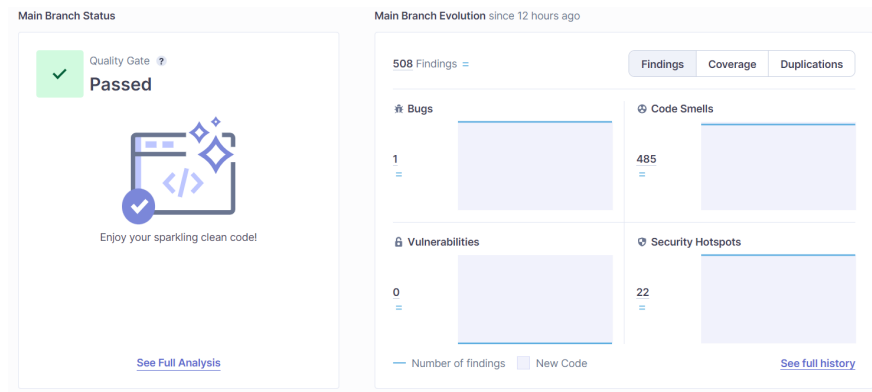 Main Branch Status
Quality Gate ?
Passed
</>
Enjoy your sparkling clean code!
See Full Analysis
Main Branch Evolution since 12 hours ago
508 Findings =
Findings Coverage Duplications
Bugs
1
=
Code Smells
485
=
Vulnerabilities
0
=
Security Hotspots
22
=
Number of findings New Code
See full history